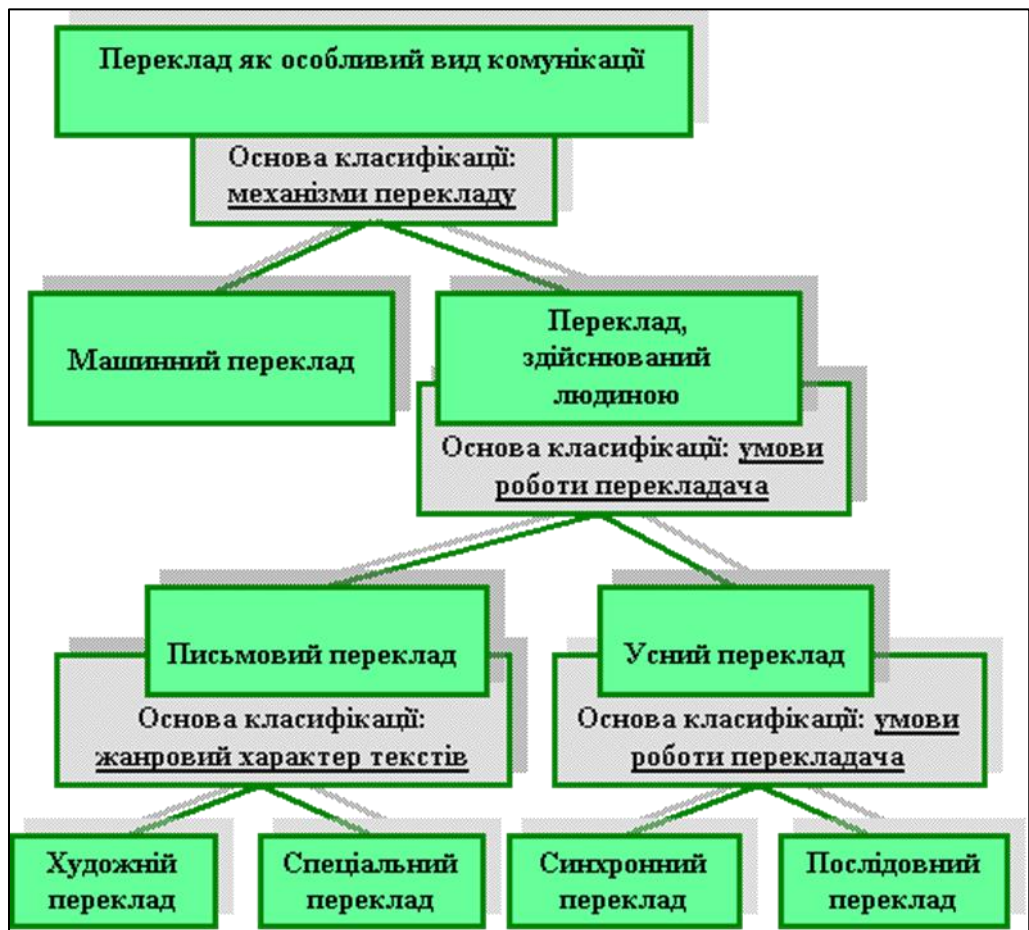 Переклад як особливий вид комунікації
Основа класифікації:
механізми перекладу
Машинний переклад
Переклад,
здійснюваний
людиною
Основа класифікації: умови
роботи перекладача
Письмовий переклад
Основа класифікації:
жанровий характер текстів
Усний переклад
Основа класифікації: умови
роботи перекладача
Художній
переклад
Спеціальний
переклад
Синхронний
переклад
Послідовний
переклад